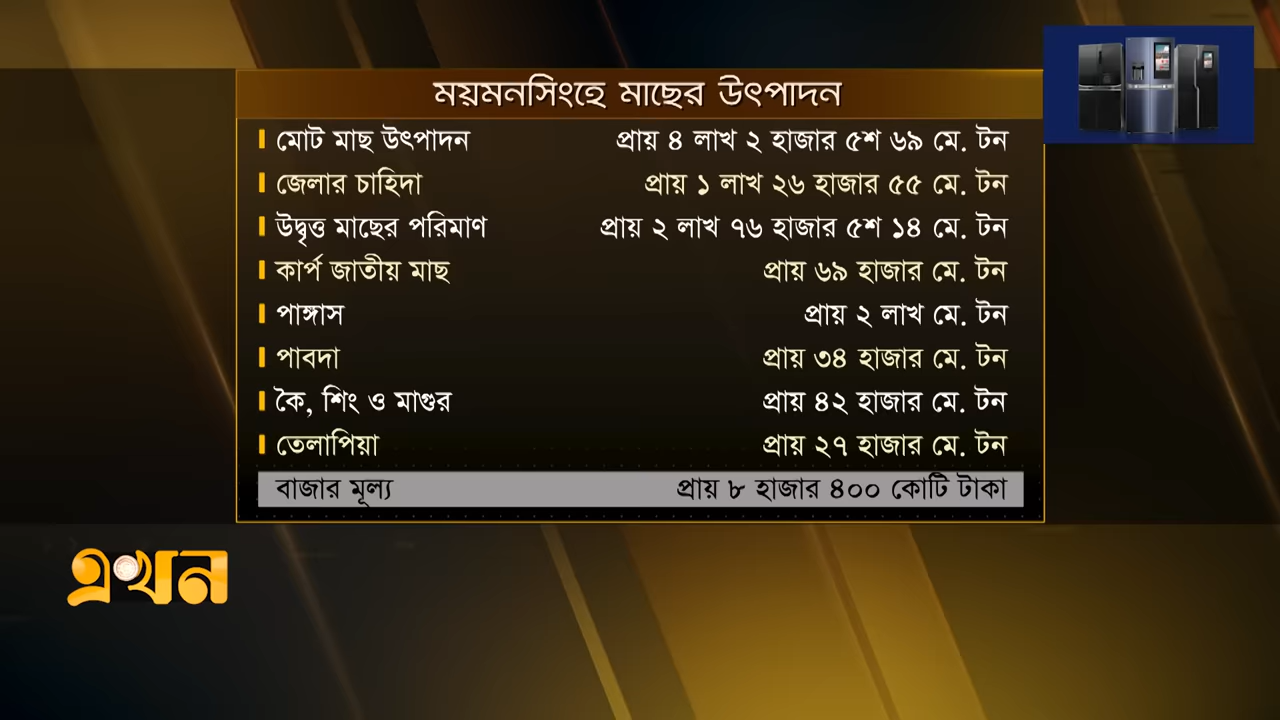 ময়মনসিংহে মাছের উৎপাদন
মোট মাছ উৎপাদন প্রায় ৪ লাখ ২ হাজার ৫শ ৬৯ মে. টন
জেলার চাহিদা প্রায় ১ লাখ ২৬ হাজার ৫৫ মে. টন
উদ্বৃত্ত মাছের পরিমাণ প্রায় ২ লাখ ৭৬ হাজার ৫শ ১৪ মে. টন
কার্প জাতীয় মাছ প্রায় ৬৯ হাজার মে. টন
পাঙ্গাস প্রায় ২ লাখ মে. টন
পাবদা প্রায় ৩৪ হাজার মে. টন
কৈ, শিং ও মাগুর প্রায় ৪২ হাজার মে. টন
তেলাপিয়া প্রায় ২৭ হাজার মে. টন
বাজার মূল্য প্রায় ৮ হাজার ৪০০ কোটি টাকা
এখন